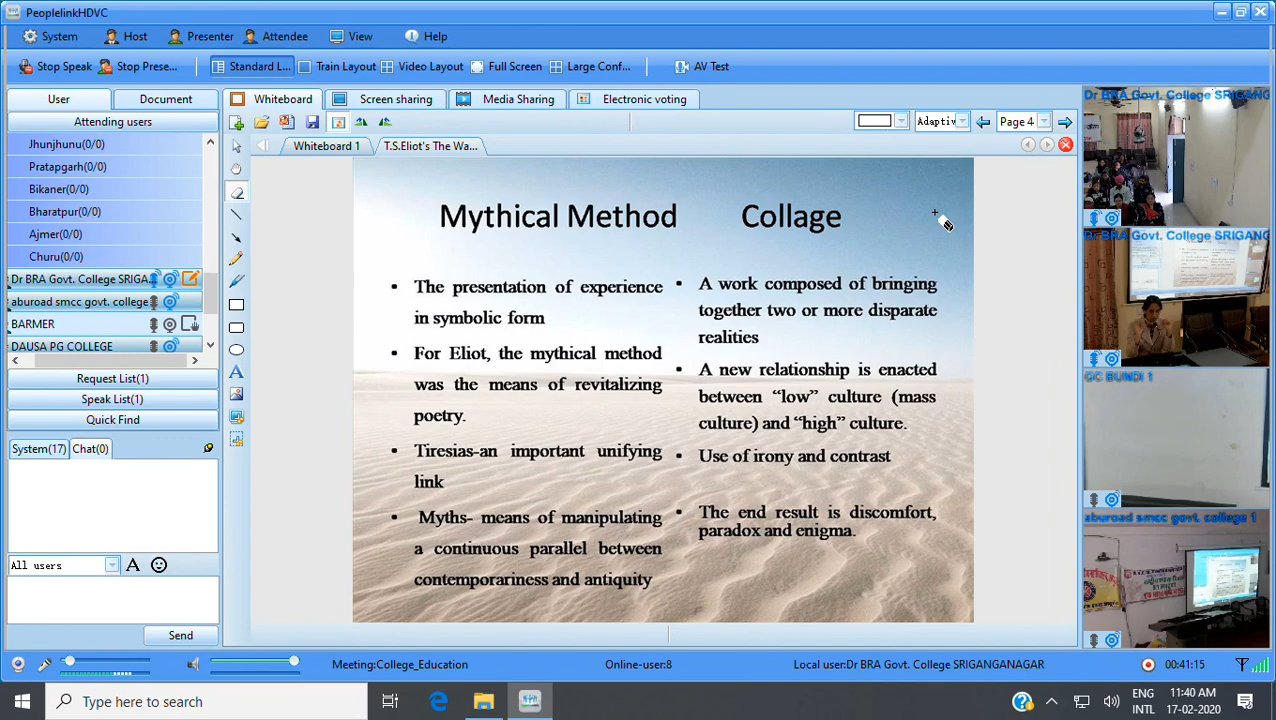 PeoplelinkHDVC
System Host Presenter Attendee View Help
Stop Speak Stop Prese... Standard L... Train Layout Video Layout Full Screen Large Conf... AV Test
User Document
Attending users
Jhunjhunu(0/0)
Pratapgarh(0/0)
Bikaner(0/0)
Bharatpur(0/0)
Ajmer(0/0)
Churu(0/0)
Dr BRA Govt. College SRIGA...
aburoad smcc govt. college
BARMER
DAUSA PG COLLEGE
Request List(1)
Speak List(1)
Quick Find
System(17) Chat(0)
All users
Send
Whiteboard Screen sharing Media Sharing Electronic voting
Adaptiv Page 4
Whiteboard 1 T.S.Eliot's The Wa...
Mythical Method
• The presentation of experience
in symbolic form
• For Eliot, the mythical method
was the means of revitalizing
poetry.
• Tiresias-an important unifying
link
• Myths- means of manipulating
a continuous parallel between
contemporariness and antiquity
Collage
• A work composed of bringing
together two or more disparate
realities
• A new relationship is enacted
between “low” culture (mass
culture) and “high” culture.
• Use of irony and contrast
• The end result is discomfort,
paradox and enigma.
Dr BRA Govt. College SRIGANG
Dr BRA Govt. College SRIGANG
GC BUNDI 1
aburoad smcc govt. college 1
Meeting:College_Education Online-user:8 Local user:Dr BRA Govt. College SRIGANGANAGAR 00:41:15
Type here to search
ENG
INTL
11:40 AM
17-02-2020